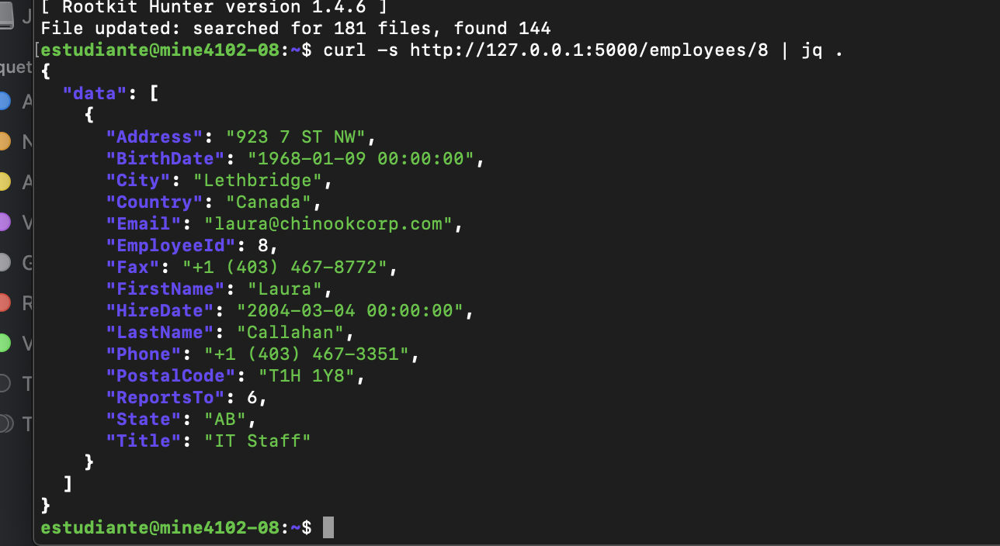 [ Rootkit Hunter version 1.4.6 ]
File updated: searched for 181 files, found 144
[estudiante@mine4102-08:~$ curl -s http://127.0.0.1:5000/employees/8 | jq .
{
  "data": [
    {
      "Address": "923 7 ST NW",
      "BirthDate": "1968-01-09 00:00:00",
      "City": "Lethbridge",
      "Country": "Canada",
      "Email": "laura@chinookcorp.com",
      "EmployeeId": 8,
      "Fax": "+1 (403) 467-8772",
      "FirstName": "Laura",
      "HireDate": "2004-03-04 00:00:00",
      "LastName": "Callahan",
      "Phone": "+1 (403) 467-3351",
      "PostalCode": "T1H 1Y8",
      "ReportsTo": 6,
      "State": "AB",
      "Title": "IT Staff"
    }
  ]
}
estudiante@mine4102-08:~$